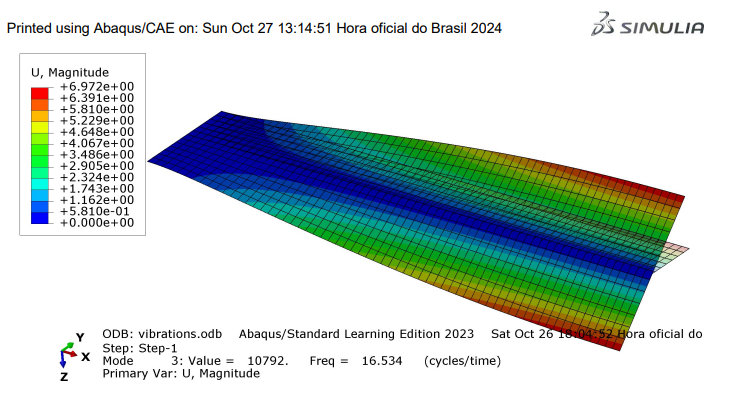 Printed using Abaqus/CAE on: Sun Oct 27 13:14:51 Hora oficial do Brasil 2024
SIMULIA
U, Magnitude
+6.972e+00
+6.391e+00
+5.810e+00
+5.229e+00
+4.648e+00
+4.067e+00
+3.486e+00
+2.905e+00
+2.324e+00
+1.743e+00
+1.162e+00
+5.810e-01
+0.000e+00
Y
X
Z
ODB: vibrations.odb Abaqus/Standard Learning Edition 2023 Sat Oct 26 18:04:52 Hora oficial do
Step: Step-1
Mode 3: Value = 10792. Freq = 16.534 (cycles/time)
Primary Var: U, Magnitude